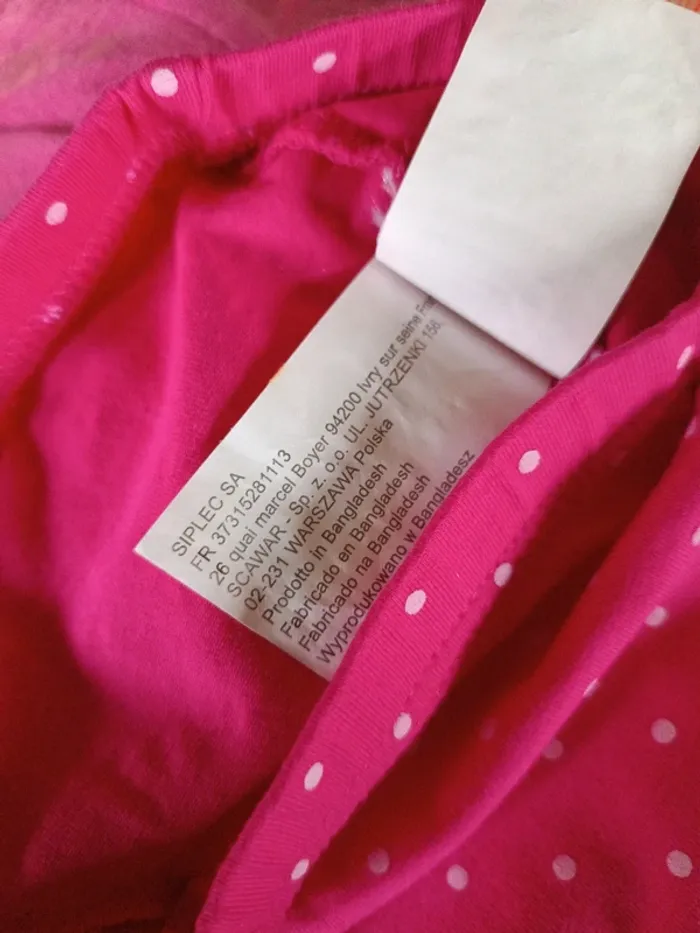 SIPLEC SA
FR 37315281113
26 quai marcel Boyer 94200 Ivry sur seine
SCAWAR - Sp. z. o.o. UL. JUTRZENKI 156
02-231 WARSZAWA Polska
Prodotto in Bangladesh
Fabricado en Bangladesh
Fabricado na Bangladesh
Wyprodukowano w Bangladesz